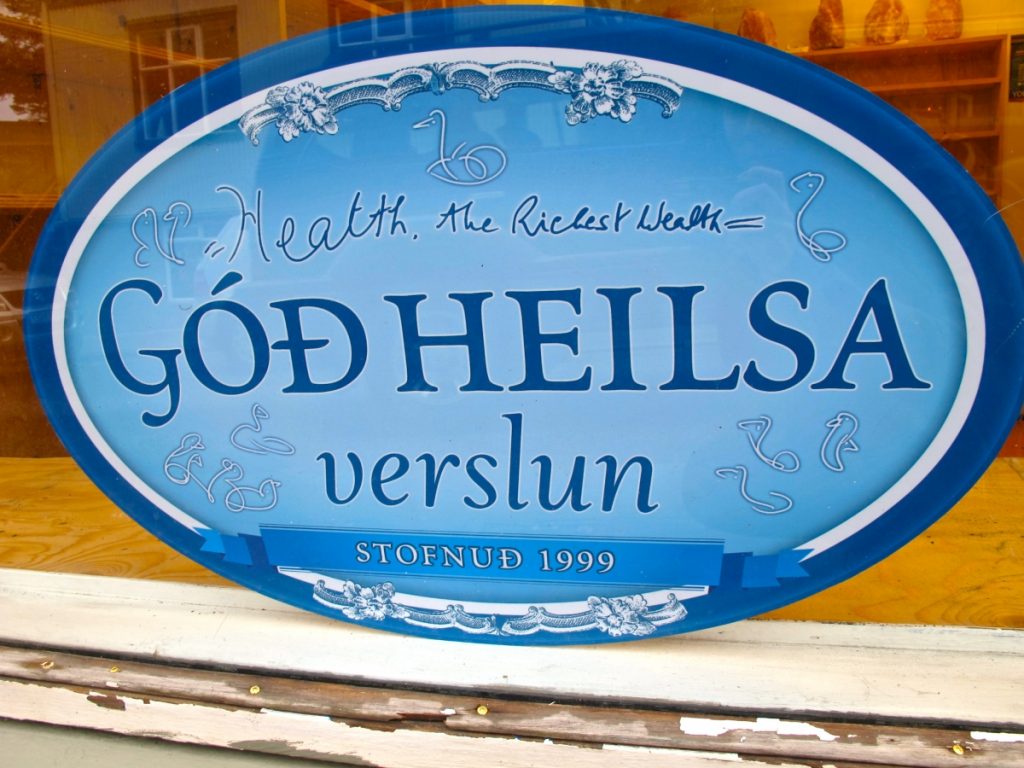 =Health. the Richest Wealth=
GÓÐ HEILSA
verslun
STOFNUÐ 1999